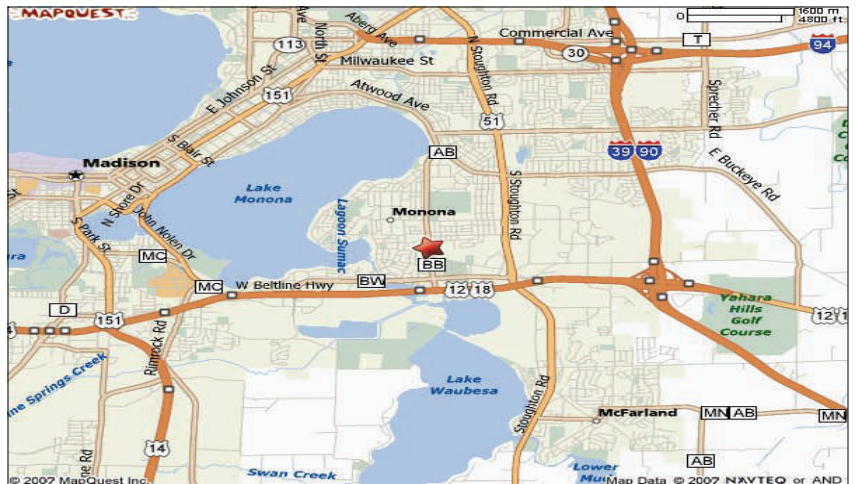 MAPQUEST
1600 m
0
4800 ft
Aberg Ave
Commercial Ave
T
94
113
North St
N Stoughton Rd
30
Milwaukee St
E Johnson St
151
Atwood Ave
Sprecher Rd
51
S Blair St
AB
39
90
Madison
Lake
Monona
E Buckeye Rd
N Shore Dr
John Nolen Dr
Lagoon Sumac
Monona
S Stoughton Rd
S Park St
MC
BB
MC
W Beltline Hwy
BW
12
18
D
Yahara
Hills
Golf
Course
12
151
Rimrock Rd
Springs Creek
Lake
Waubesa
Stoughton Rd
McFarland
MN
AB
MN
14
AB
Swan Creek
Lower
© 2007 MapQuest Inc.
Map Data © 2007 NAVTEQ or AND